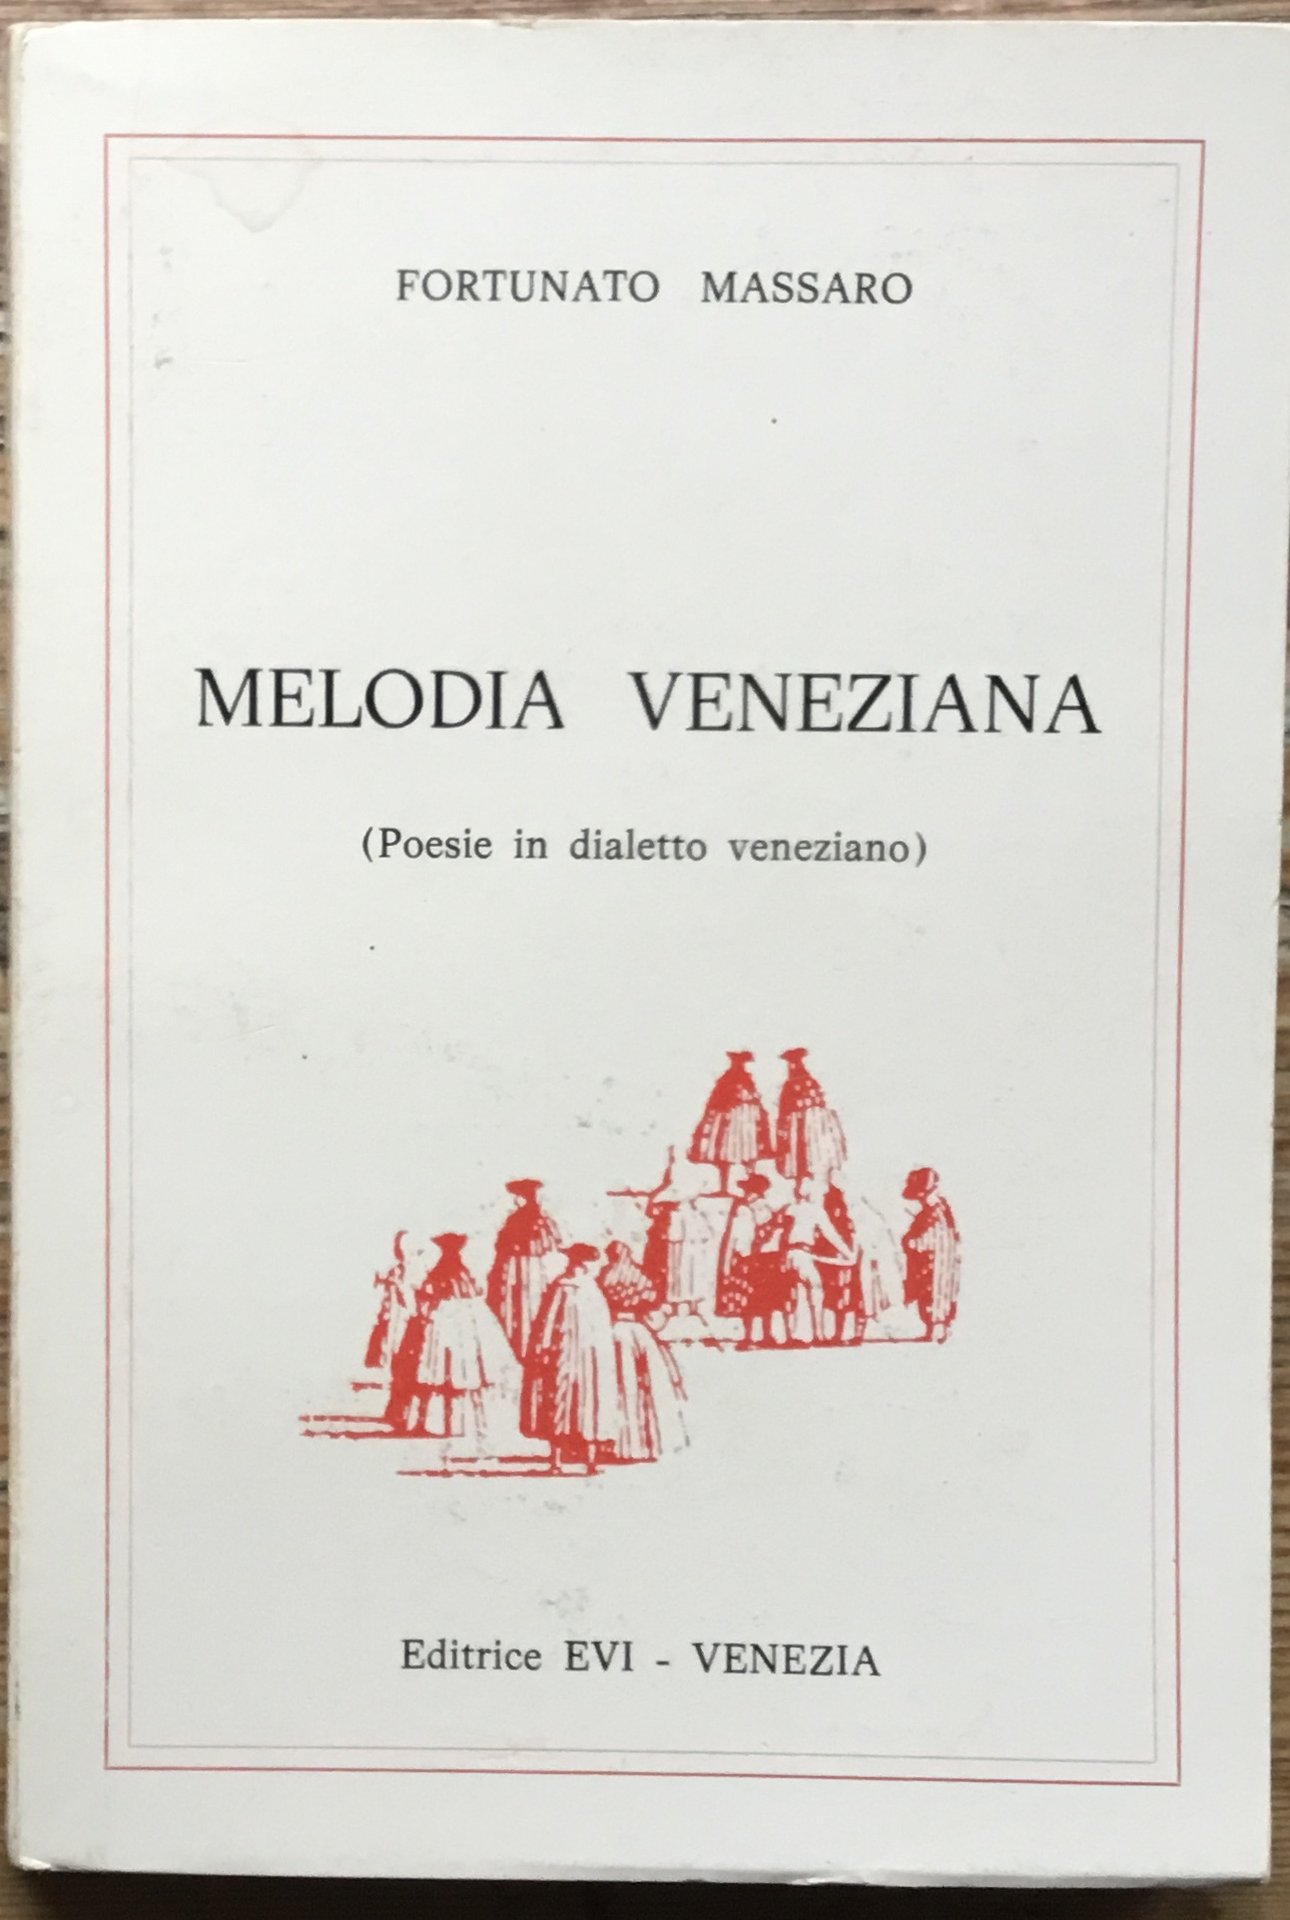 FORTUNATO MASSARO
MELODIA VENEZIANA
(Poesie in dialetto veneziano)
Editrice EVI - VENEZIA